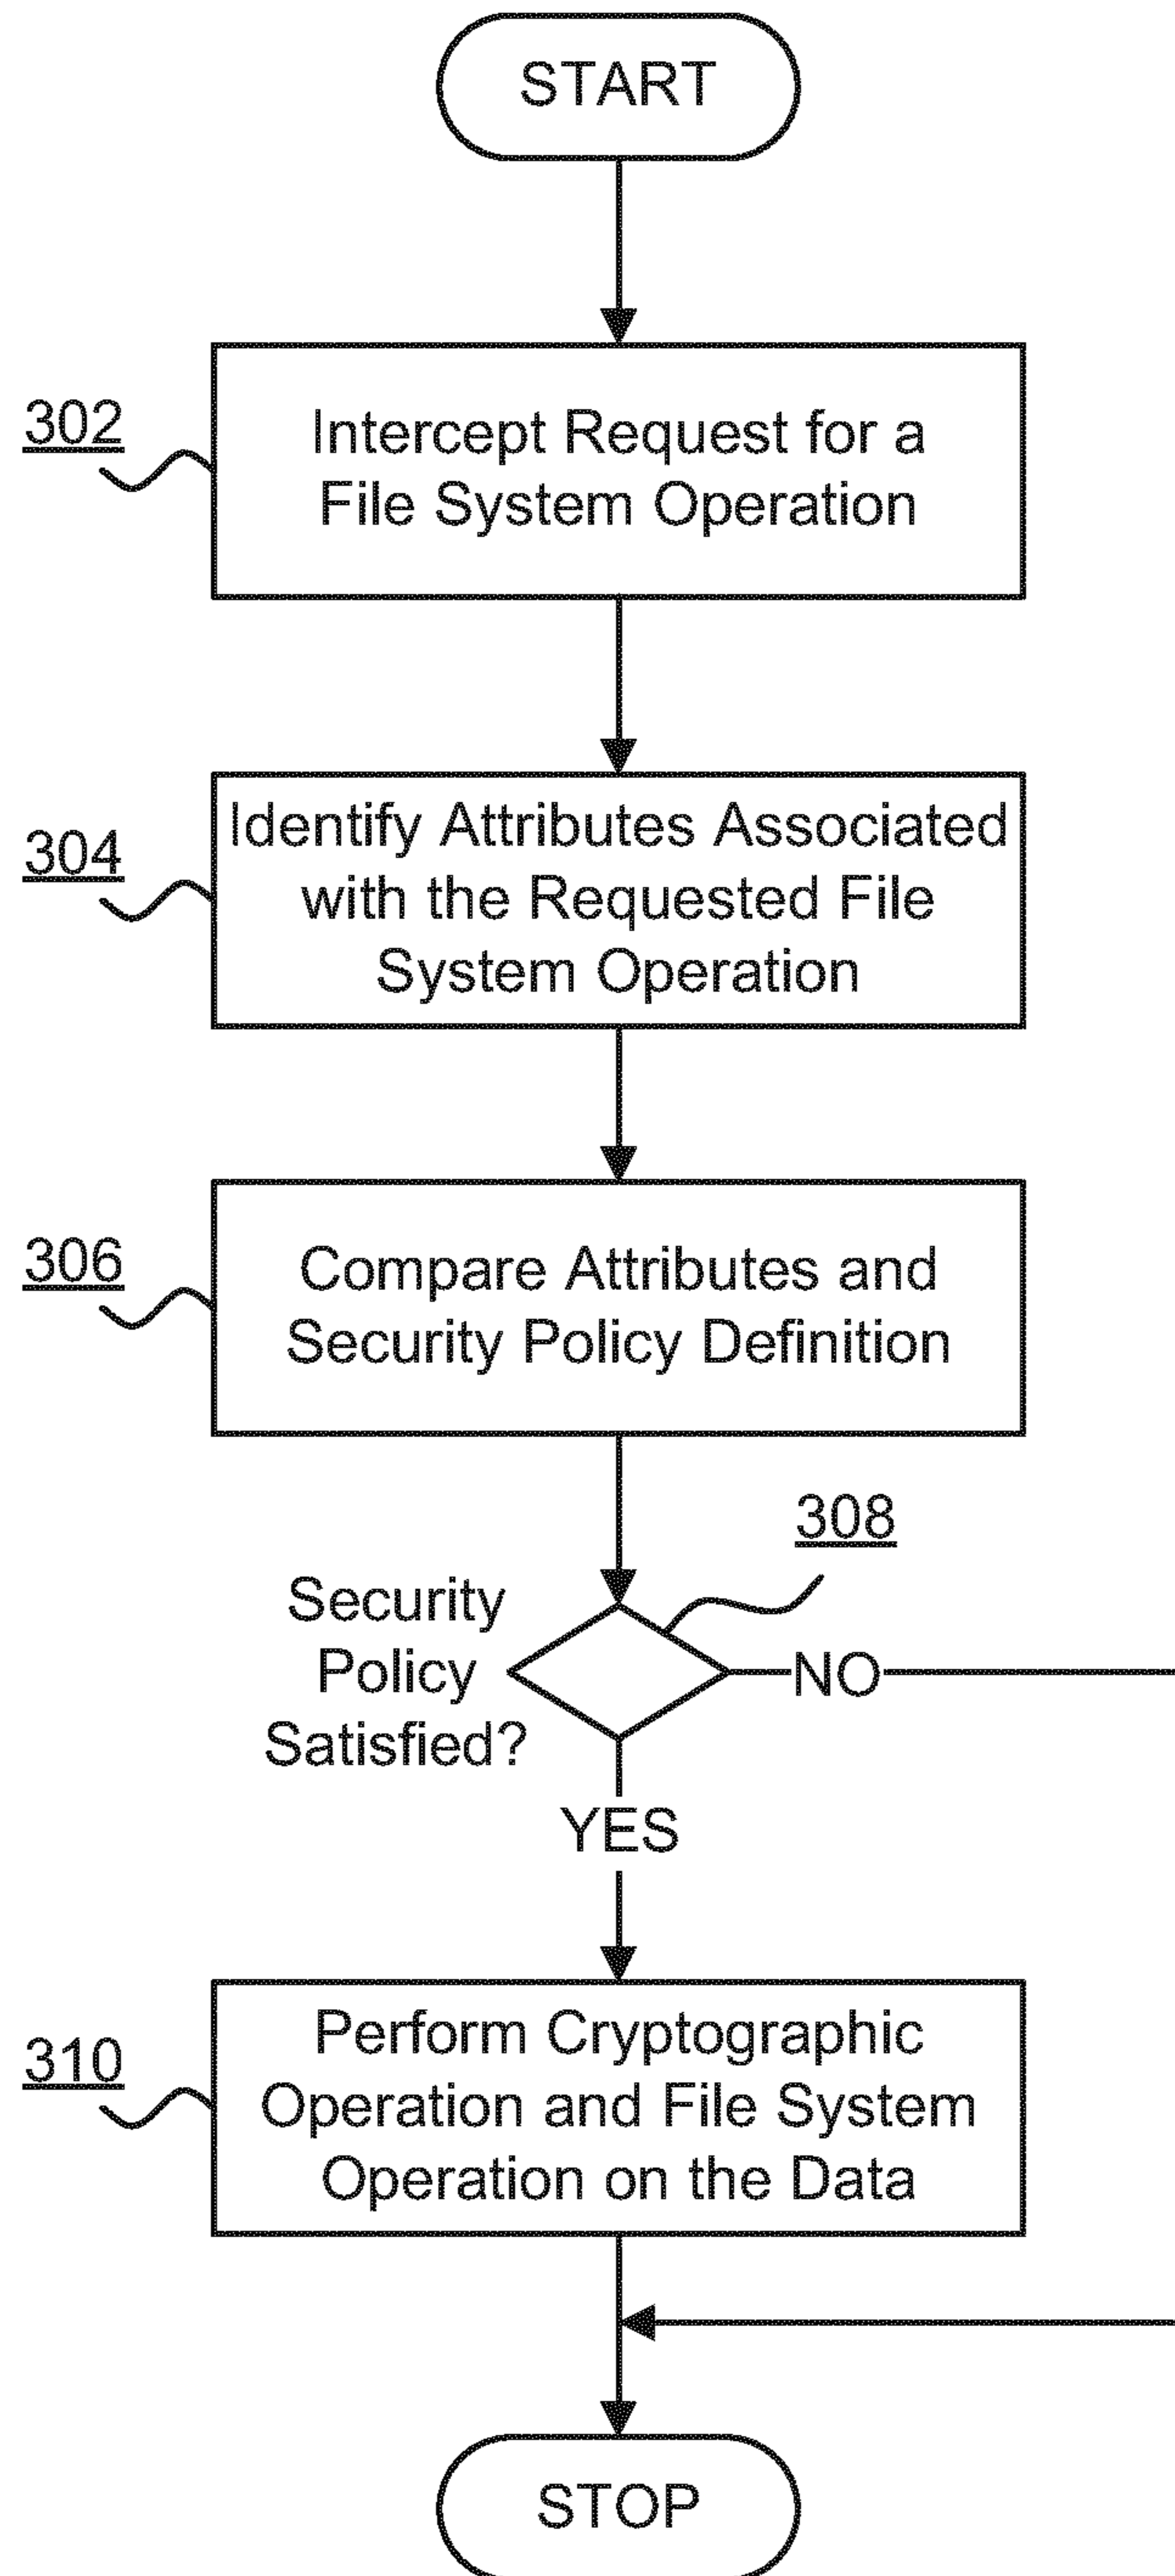 START
302
Intercept Request for a
File System Operation
304
Identify Attributes Associated
with the Requested File
System Operation
306
Compare Attributes and
Security Policy Definition
308
Security
Policy
Satisfied?
NO
YES
310
Perform Cryptographic
Operation and File System
Operation on the Data
STOP